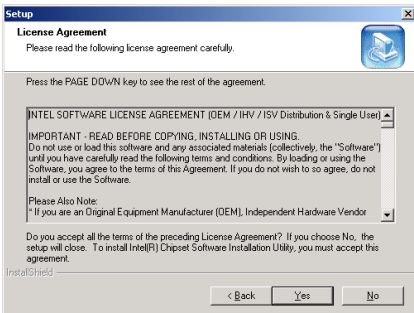 Setup
License Agreement
Please read the following license agreement carefully.
Press the PAGE DOWN key to see the rest of the agreement.
INTEL SOFTWARE LICENSE AGREEMENT (OEM / IHV / ISV Distribution & Single User)
IMPORTANT - READ BEFORE COPYING, INSTALLING OR USING.
Do not use or load this software and any associated materials (collectively, the "Software")
until you have carefully read the following terms and conditions. By loading or using the
Software, you agree to the terms of this Agreement. If you do not wish to so agree, do not
install or use the Software.
Please Also Note:
* If you are an Original Equipment Manufacturer (OEM), Independent Hardware Vendor
Do you accept all the terms of the preceding License Agreement? If you choose No, the
setup will close. To install Intel(R) Chipset Software Installation Utility, you must accept this
agreement.
InstallShield
< Back Yes No